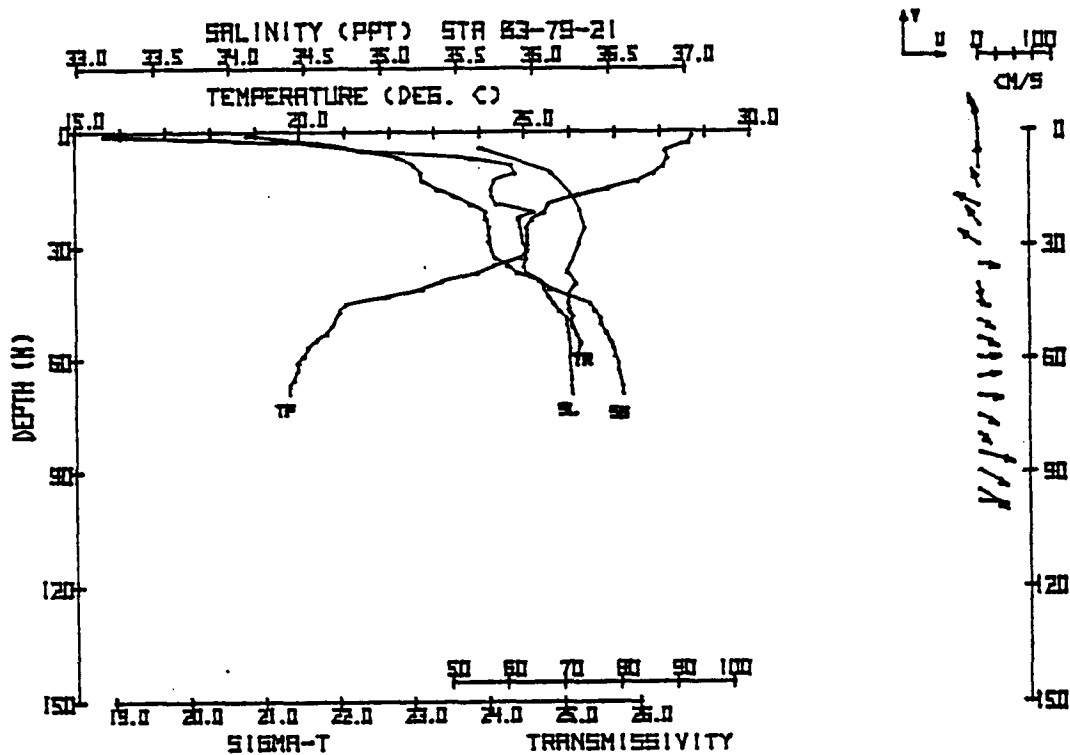 SALINITY (PPT) STA 83-79-21
33.0 33.5 34.0 34.5 35.0 35.5 36.0 36.5 37.0
TEMPERATURE (DEG. C)
15.0 20.0 25.0 30.0
V
U
0 100
CM/S
0
30
60
90
120
150
DEPTH (M)
TP
SL
TR
0
30
60
90
120
150
50 60 70 80 90 100
19.0 20.0 21.0 22.0 23.0 24.0 25.0 26.0
SIGMA-T TRANSMISSIVITY